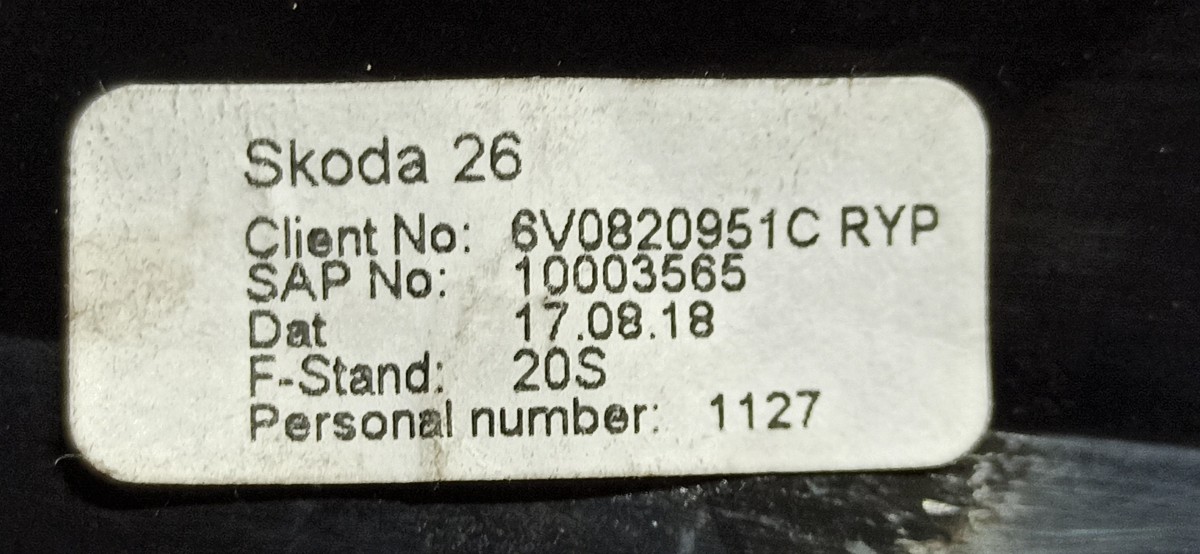 Skoda 26
Client No: 6V0820951C RYP
SAP No: 10003565
Dat 17.08.18
F-Stand: 20S
Personal number: 1127